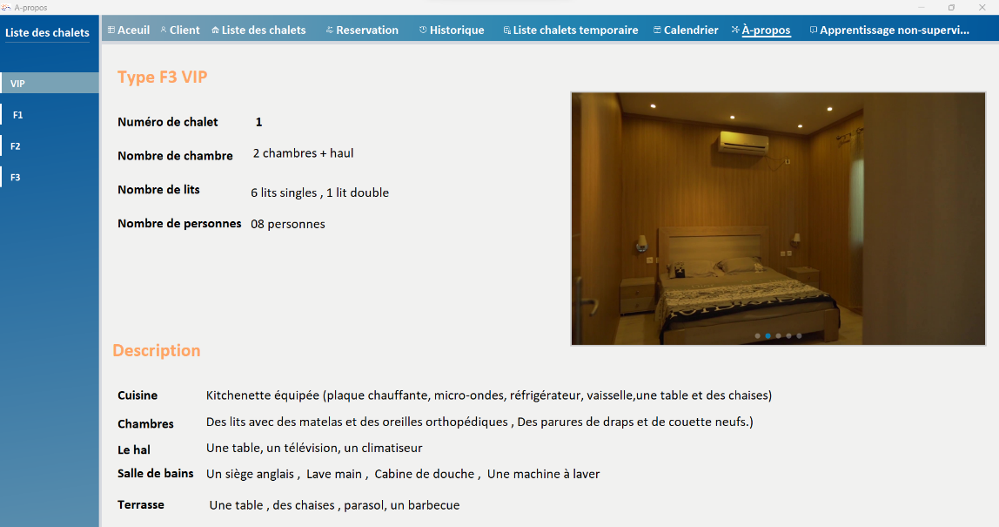 A-propos
Liste des chalets
Aceuil Client Liste des chalets Reservation Historique Liste chalets temporaire Calendrier À-propos Apprentissage non-supervi...
VIP
F1
F2
F3
Type F3 VIP
Numéro de chalet 1
Nombre de chambre 2 chambres + haul
Nombre de lits 6 lits singles , 1 lit double
Nombre de personnes 08 personnes
Description
Cuisine Kitchenette équipée (plaque chauffante, micro-ondes, réfrigérateur, vaisselle,une table et des chaises)
Chambres Des lits avec des matelas et des oreilles orthopédiques , Des parures de draps et de couette neufs.)
Le hal Une table, un télévision, un climatiseur
Salle de bains Un siège anglais , Lave main , Cabine de douche , Une machine à laver
Terrasse Une table , des chaises , parasol, un barbecue